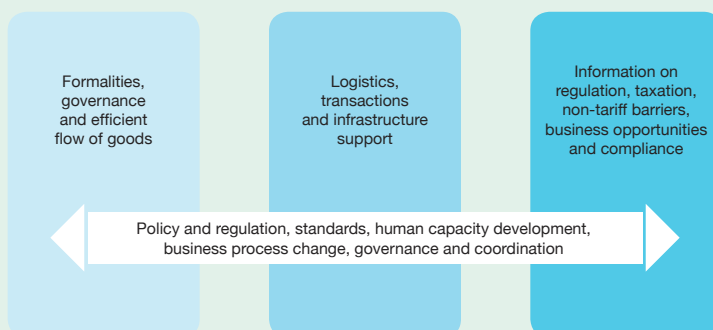 Formalities,
governance
and efficient
flow of goods
Logistics,
transactions
and infrastructure
support
Information on
regulation, taxation,
non-tariff barriers,
business opportunities
and compliance
Policy and regulation, standards, human capacity development,
business process change, governance and coordination